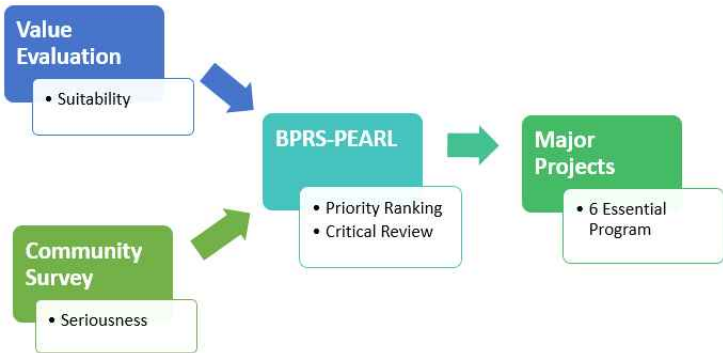 Value
Evaluation
• Suitability
BPRS-PEARL
• Priority Ranking
• Critical Review
Major
Projects
• 6 Essential
Program
Community
Survey
• Seriousness